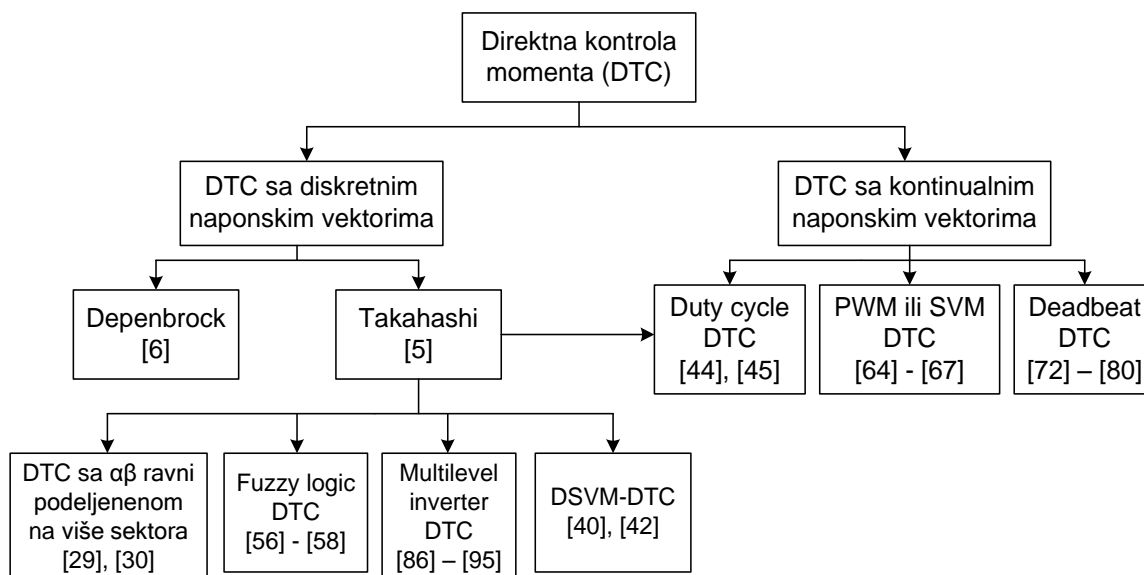 Direktna kontrola
momenta (DTC)
DTC sa diskretnim
naponskim vektorima
DTC sa kontinualnim
naponskim vektorima
Depenbrock
[6]
Takahashi
[5]
Duty cycle
DTC
[44], [45]
PWM ili SVM
DTC
[64] - [67]
Deadbeat
DTC
[72] – [80]
DTC sa αβ ravni
podeljenenom
na više sektora
[29], [30]
Fuzzy logic
DTC
[56] - [58]
Multilevel
inverter
DTC
[86] – [95]
DSVM-DTC
[40], [42]